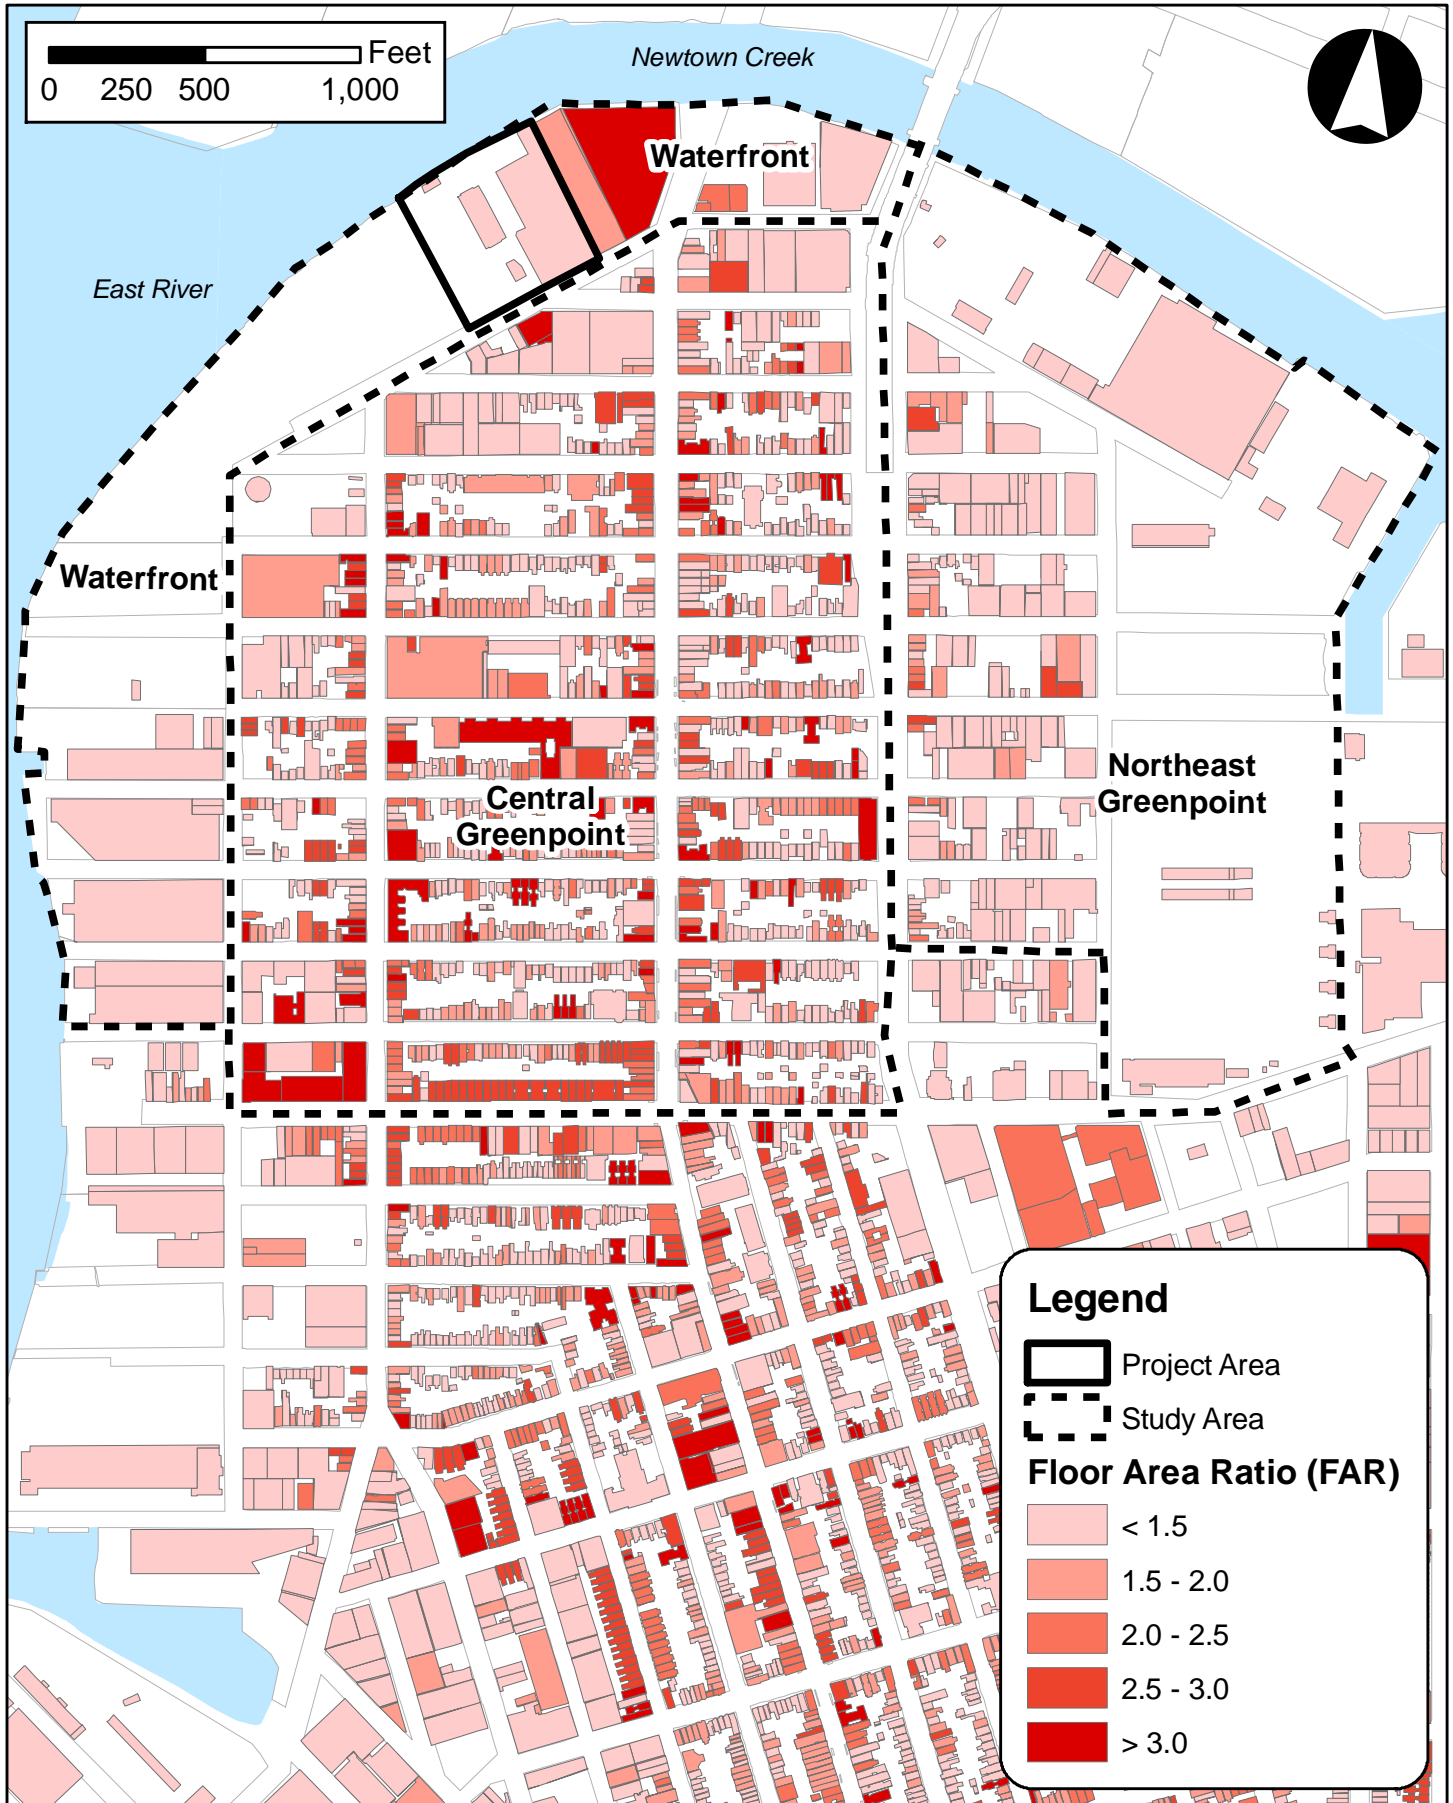 Feet
0 250 500 1,000
Newtown Creek
Waterfront
East River
Waterfront
Northeast
Greenpoint
Central
Greenpoint
Legend
Project Area
Study Area
Floor Area Ratio (FAR)
< 1.5
1.5 - 2.0
2.0 - 2.5
2.5 - 3.0
> 3.0